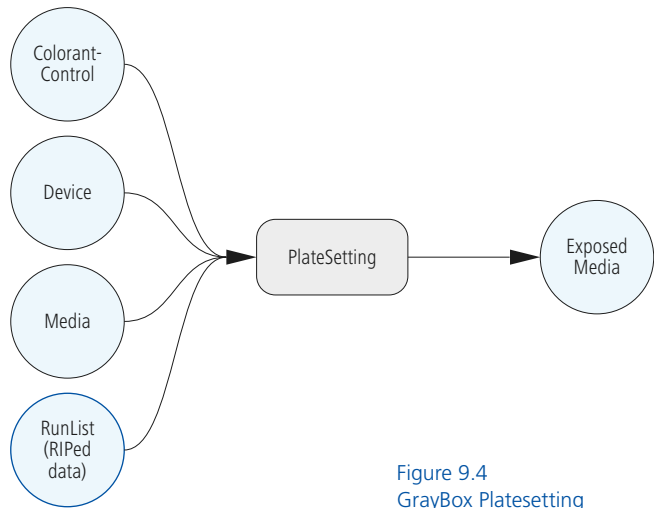 Colorant-
Control
Device
Media
RunList
(RIPed
data)
PlateSetting
Exposed
Media
Figure 9.4
GrayBox Platesetting